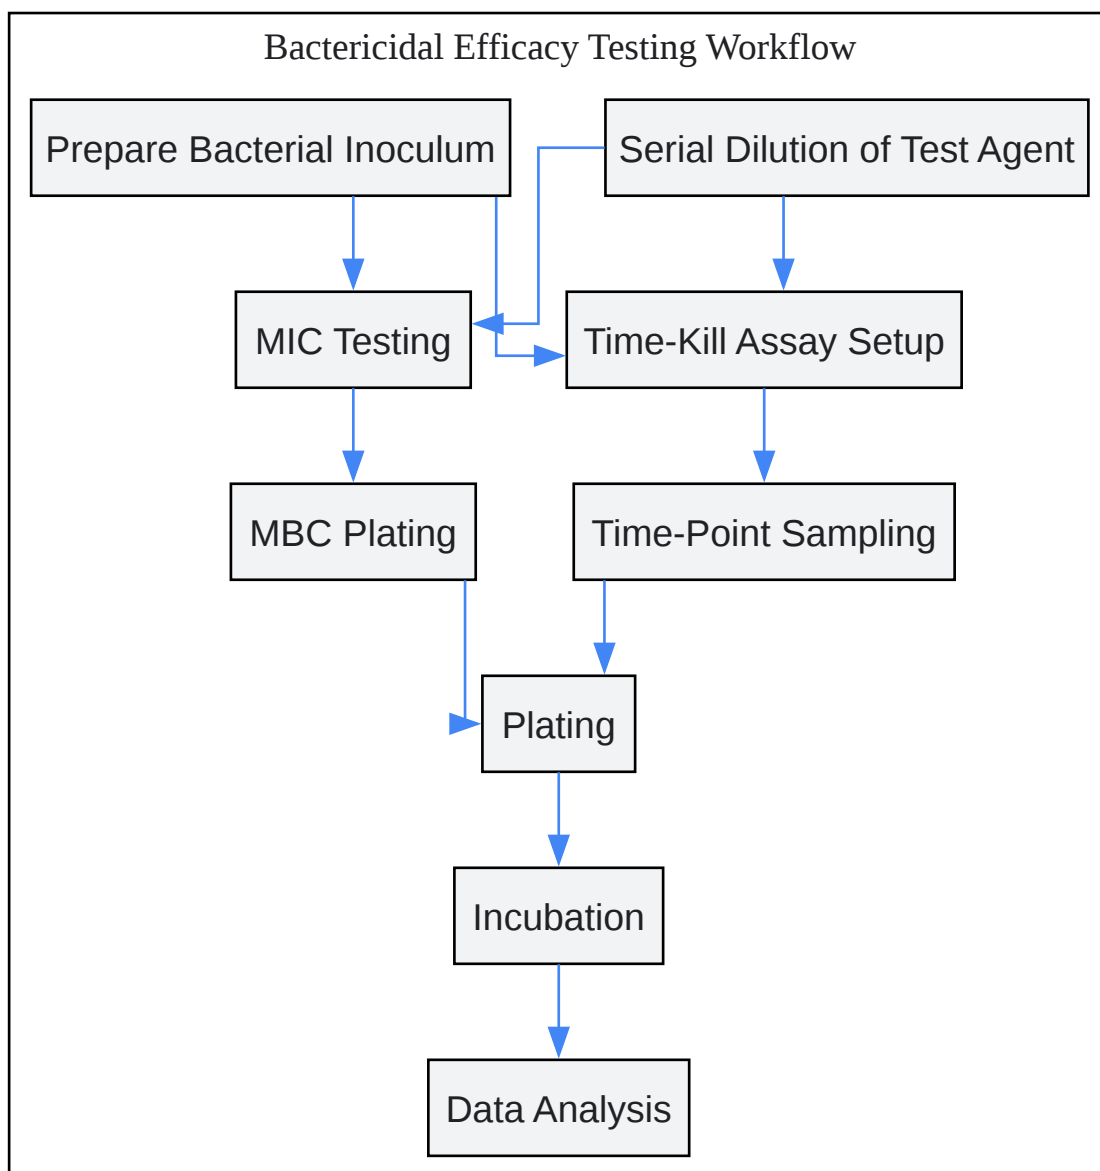 Bactericidal Efficacy Testing Workflow
Prepare Bacterial Inoculum
Serial Dilution of Test Agent
MIC Testing
Time-Kill Assay Setup
MBC Plating
Time-Point Sampling
Plating
Incubation
Data Analysis